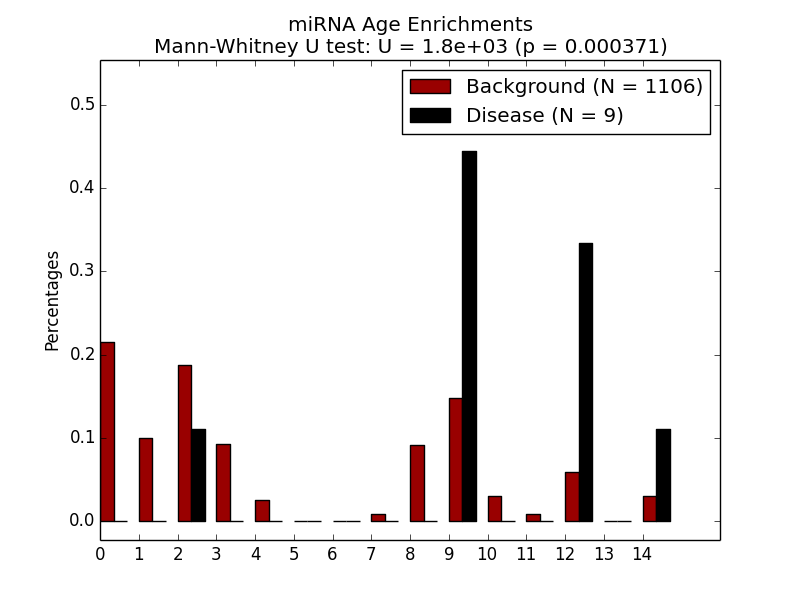 miRNA Age Enrichments
Mann-Whitney U test: U = 1.8e+03 (p = 0.000371)
Background (N = 1106)
Disease (N = 9)
Percentages
0.5
0.4
0.3
0.2
0.1
0.0
0 1 2 3 4 5 6 7 8 9 10 11 12 13 14